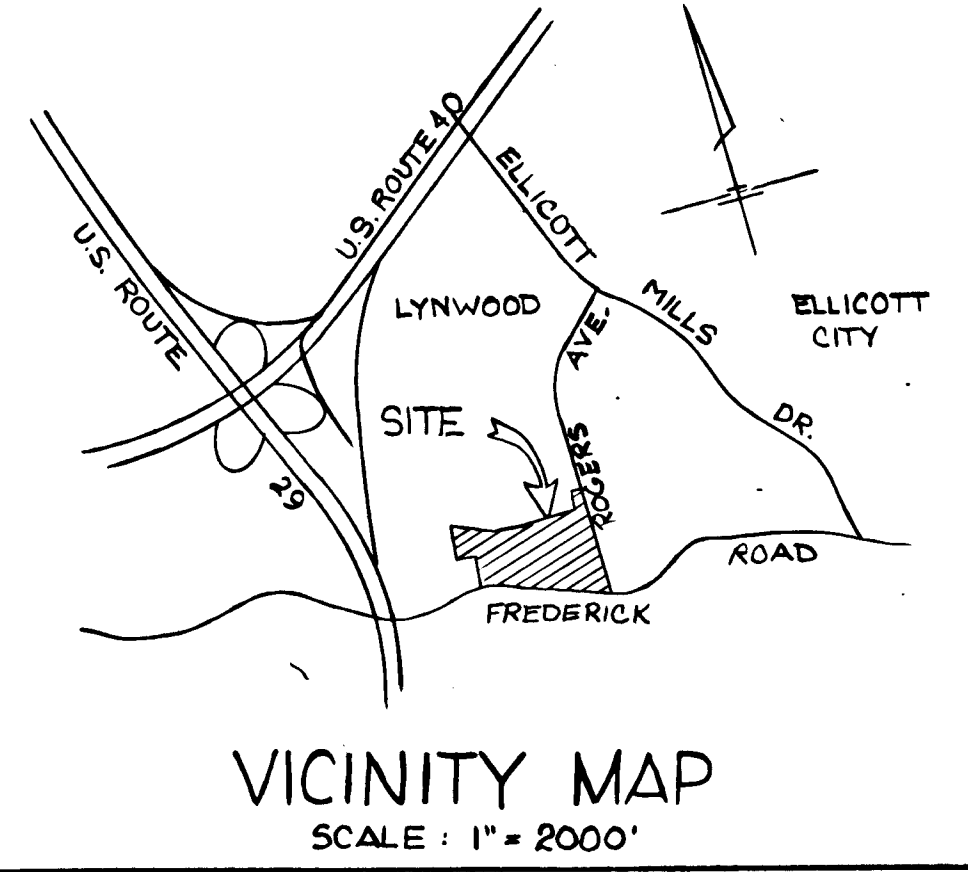 U.S. ROUTE 40
ELLICOTT
MILLS
DR.
U.S. ROUTE
29
LYNWOOD
AVE.
ROGERS
ELLICOTT
CITY
SITE
ROAD
FREDERICK
VICINITY MAP
SCALE : 1" = 2000'